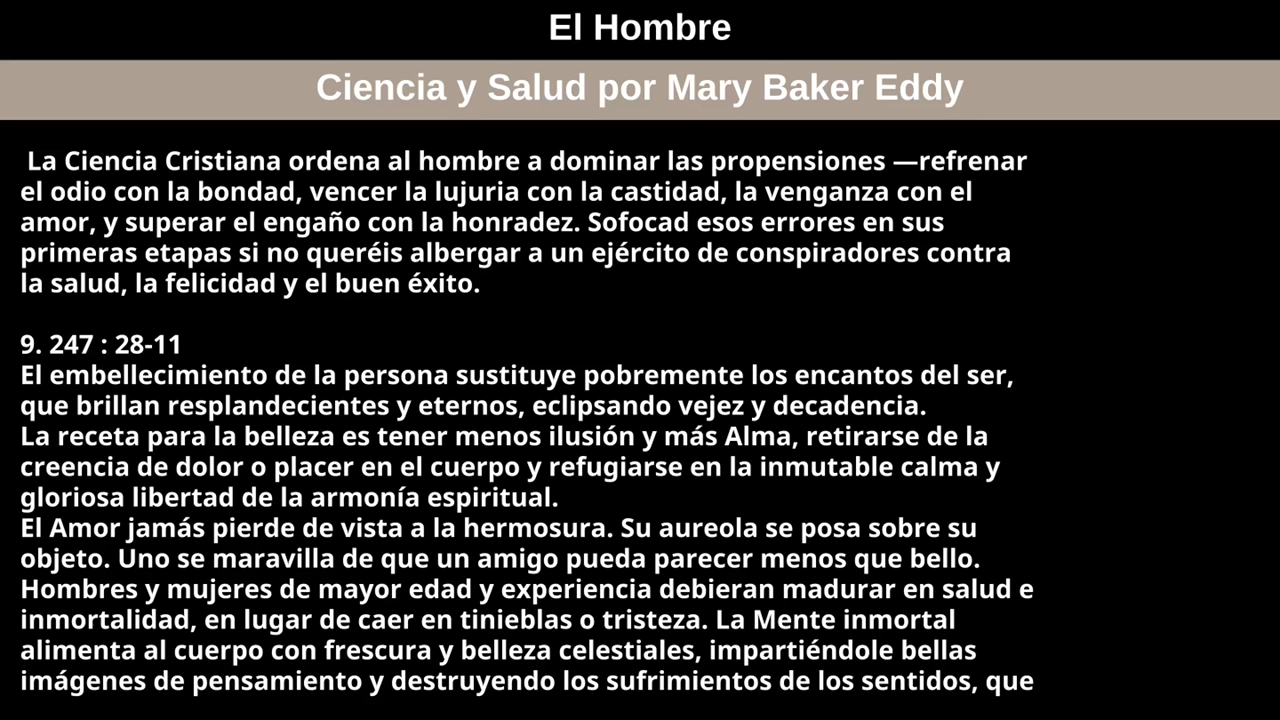 El Hombre
Ciencia y Salud por Mary Baker Eddy
La Ciencia Cristiana ordena al hombre a dominar las propensiones —refrenar
el odio con la bondad, vencer la lujuria con la castidad, la venganza con el
amor, y superar el engaño con la honradez. Sofocad esos errores en sus
primeras etapas si no queréis albergar a un ejército de conspiradores contra
la salud, la felicidad y el buen éxito.
9. 247 : 28-11
El embellecimiento de la persona sustituye pobremente los encantos del ser,
que brillan resplandecientes y eternos, eclipsando vejez y decadencia.
La receta para la belleza es tener menos ilusión y más Alma, retirarse de la
creencia de dolor o placer en el cuerpo y refugiarse en la inmutable calma y
gloriosa libertad de la armonía espiritual.
El Amor jamás pierde de vista a la hermosura. Su aureola se posa sobre su
objeto. Uno se maravilla de que un amigo pueda parecer menos que bello.
Hombres y mujeres de mayor edad y experiencia debieran madurar en salud e
inmortalidad, en lugar de caer en tinieblas o tristeza. La Mente inmortal
alimenta al cuerpo con frescura y belleza celestiales, impartiéndole bellas
imágenes de pensamiento y destruyendo los sufrimientos de los sentidos, que